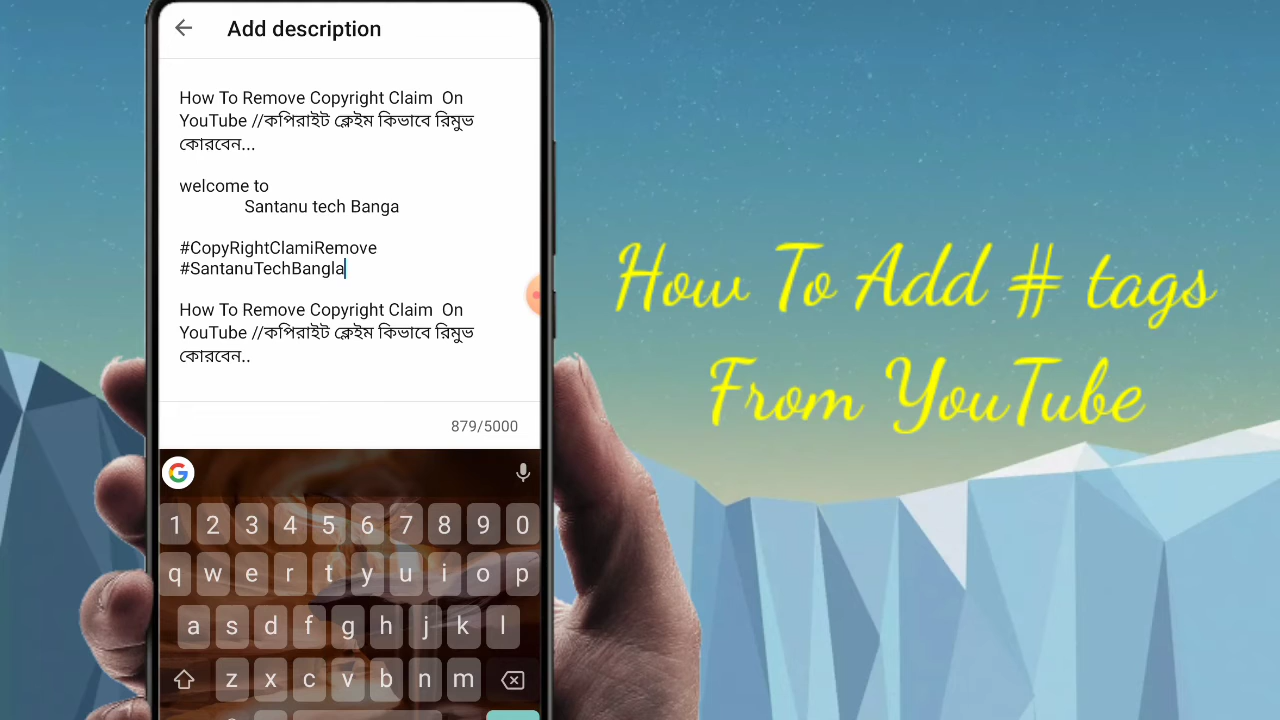 Add description
How To Remove Copyright Claim On
YouTube //কপিরাইট ক্লেইম কিভাবে রিমুভ
কোরবেন...
welcome to
Santanu tech Banga
#CopyRightClamiRemove
#SantanuTechBangla
How To Remove Copyright Claim On
YouTube //কপিরাইট ক্লেইম কিভাবে রিমুভ
কোরবেন..
879/5000
G
1 2 3 4 5 6 7 8 9 0
q w e r t y u i o p
a s d f g h j k l
z x c v b n m
How To Add # tags
From YouTube